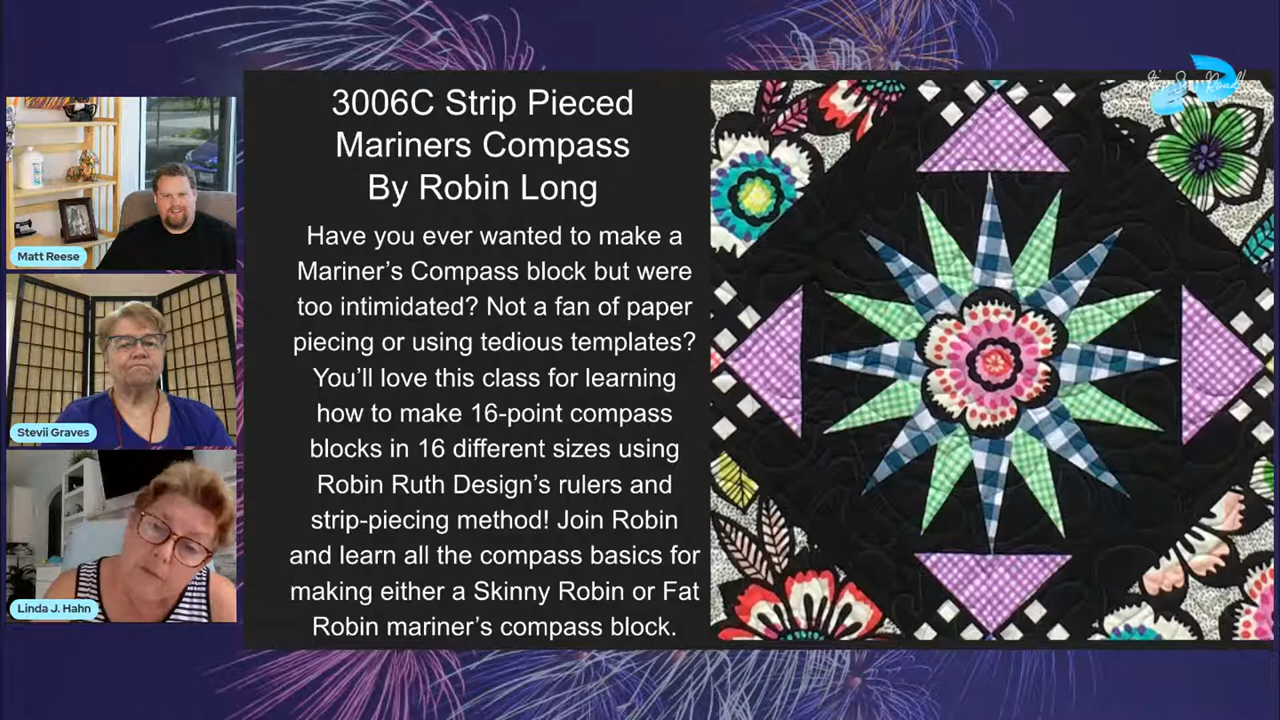 3006C Strip Pieced
Mariners Compass
By Robin Long
Have you ever wanted to make a
Mariner's Compass block but were
too intimidated? Not a fan of paper
piecing or using tedious templates?
You'll love this class for learning
how to make 16-point compass
blocks in 16 different sizes using
Robin Ruth Design's rulers and
strip-piecing method! Join Robin
and learn all the compass basics for
making either a Skinny Robin or Fat
Robin mariner's compass block.
Matt Reese
Stevii Graves
Linda J. Hahn